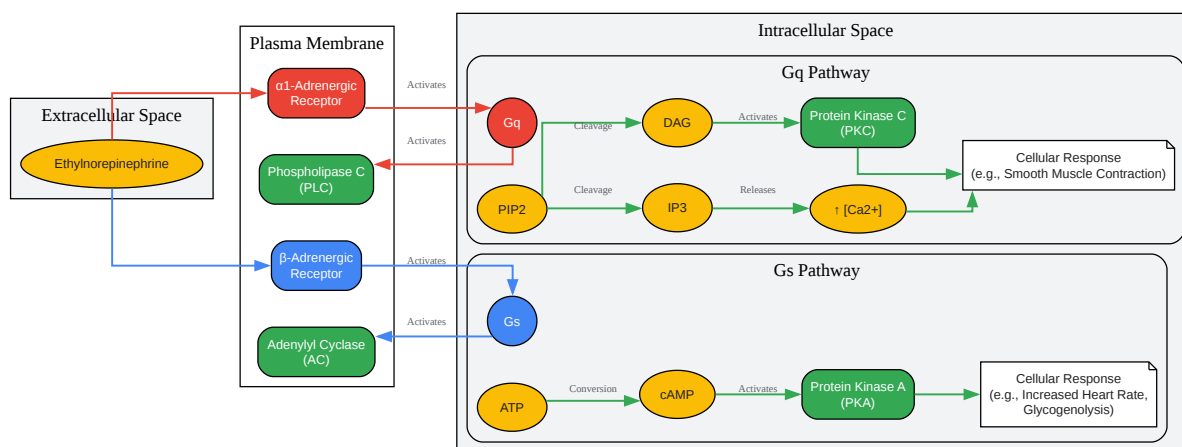 Intracellular Space
Plasma Membrane
Gq Pathway
α1-Adrenergic
Receptor
Activates
Extracellular Space
Ethylnorepinephrine
Gq
Cleavage
DAG
Activates
Protein Kinase C
(PKC)
Activates
Phospholipase C
(PLC)
Cellular Response
(e.g., Smooth Muscle Contraction)
PIP2
Cleavage
IP3
Releases
↑ [Ca2+]
β-Adrenergic
Receptor
Activates
Gs Pathway
Gs
Activates
Adenylyl Cyclase
(AC)
ATP
Conversion
cAMP
Activates
Protein Kinase A
(PKA)
Cellular Response
(e.g., Increased Heart Rate,
Glycogenolysis)